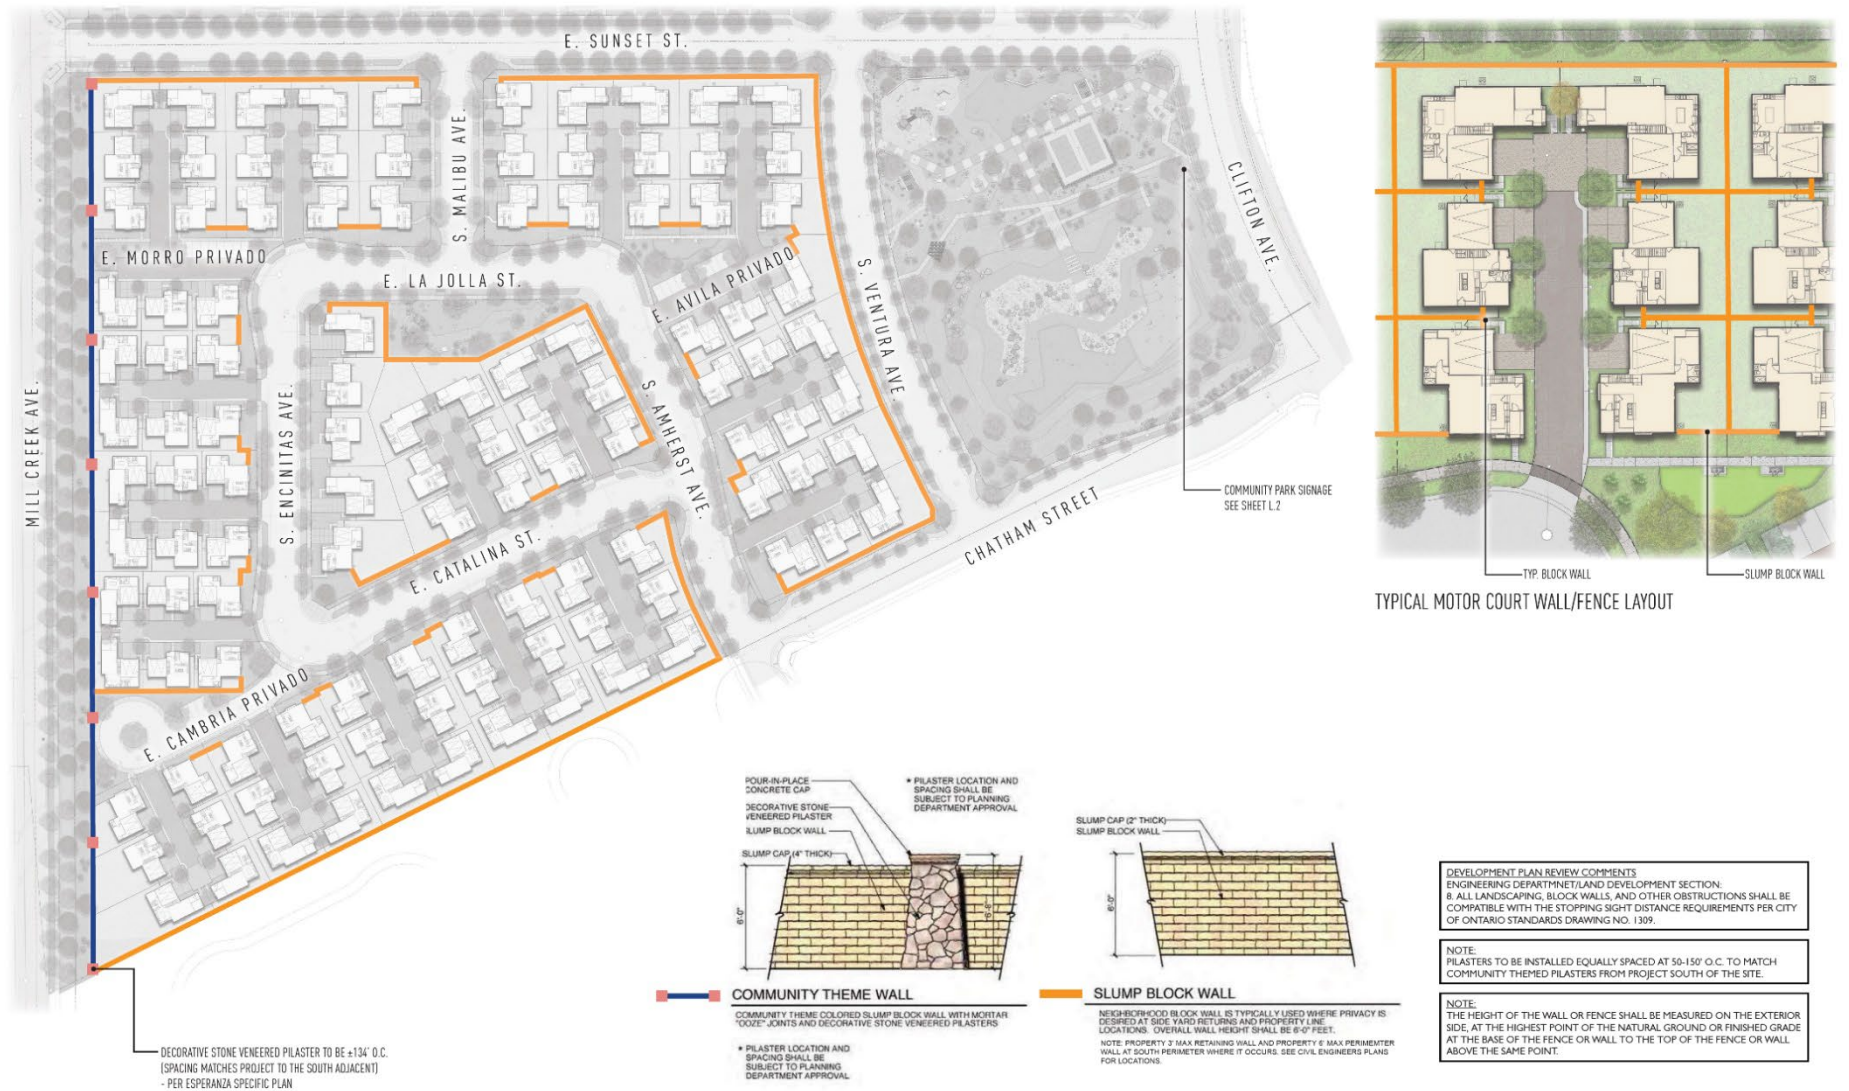 E. SUNSET ST.
S. MALIBU AVE.
E. MORRO PRIVADO
E. LA JOLLA ST.
E. AVILA PRIVADO
S. VENTURA AVE.
CLIFTON AVE.
MILL CREEK AVE.
S. ENCINITAS AVE.
S. AMHERST AVE.
E. CATALINA ST.
CHATHAM STREET
E. CAMBRIA PRIVADO
COMMUNITY PARK SIGNAGE
SEE SHEET L.2
TYP. BLOCK WALL
SLUMP BLOCK WALL
TYPICAL MOTOR COURT WALL/FENCE LAYOUT
DECORATIVE STONE VENEERED PILASTER TO BE ±134' O.C.
(SPACING MATCHES PROJECT TO THE SOUTH ADJACENT)
- PER ESPERANZA SPECIFIC PLAN
POUR-IN-PLACE
CONCRETE CAP
DECORATIVE STONE
VENEERED PILASTER
SLUMP BLOCK WALL
SLUMP CAP (4" THICK)
* PILASTER LOCATION AND
SPACING SHALL BE
SUBJECT TO PLANNING
DEPARTMENT APPROVAL
6'-0"
6'-8"
COMMUNITY THEME WALL
COMMUNITY THEME COLORED SLUMP BLOCK WALL WITH MORTAR
"OOZE" JOINTS AND DECORATIVE STONE VENEERED PILASTERS
* PILASTER LOCATION AND
SPACING SHALL BE
SUBJECT TO PLANNING
DEPARTMENT APPROVAL
SLUMP CAP (2" THICK)
SLUMP BLOCK WALL
6'-0"
SLUMP BLOCK WALL
NEIGHBORHOOD BLOCK WALL IS TYPICALLY USED WHERE PRIVACY IS
DESIRED AT SIDE YARD RETURNS AND PROPERTY LINE
LOCATIONS. OVERALL WALL HEIGHT SHALL BE 6'-0" FEET.
NOTE: PROPERTY 3' MAX RETAINING WALL AND PROPERTY 6' MAX PERIMENTER
WALL AT SOUTH PERIMETER WHERE IT OCCURS. SEE CIVIL ENGINEERS PLANS
FOR LOCATIONS.
DEVELOPMENT PLAN REVIEW COMMENTS
ENGINEERING DEPARTMNET/LAND DEVELOPMENT SECTION:
8. ALL LANDSCAPING, BLOCK WALLS, AND OTHER OBSTRUCTIONS SHALL BE
COMPATIBLE WITH THE STOPPING SIGHT DISTANCE REQUIREMENTS PER CITY
OF ONTARIO STANDARDS DRAWING NO. 1309.
NOTE:
PILASTERS TO BE INSTALLED EQUALLY SPACED AT 50-150' O.C. TO MATCH
COMMUNITY THEMED PILASTERS FROM PROJECT SOUTH OF THE SITE.
NOTE:
THE HEIGHT OF THE WALL OR FENCE SHALL BE MEASURED ON THE EXTERIOR
SIDE, AT THE HIGHEST POINT OF THE NATURAL GROUND OR FINISHED GRADE
AT THE BASE OF THE FENCE OR WALL TO THE TOP OF THE FENCE OR WALL
ABOVE THE SAME POINT.